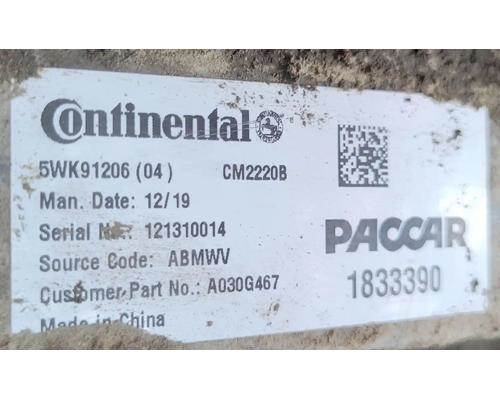 Continental
5WK91206 (04) CM2220B
Man. Date: 12/19
Serial No.: 121310014
Source Code: ABMWV
PACCAR
Customer Part No.: A030G467
1833390
Made in China